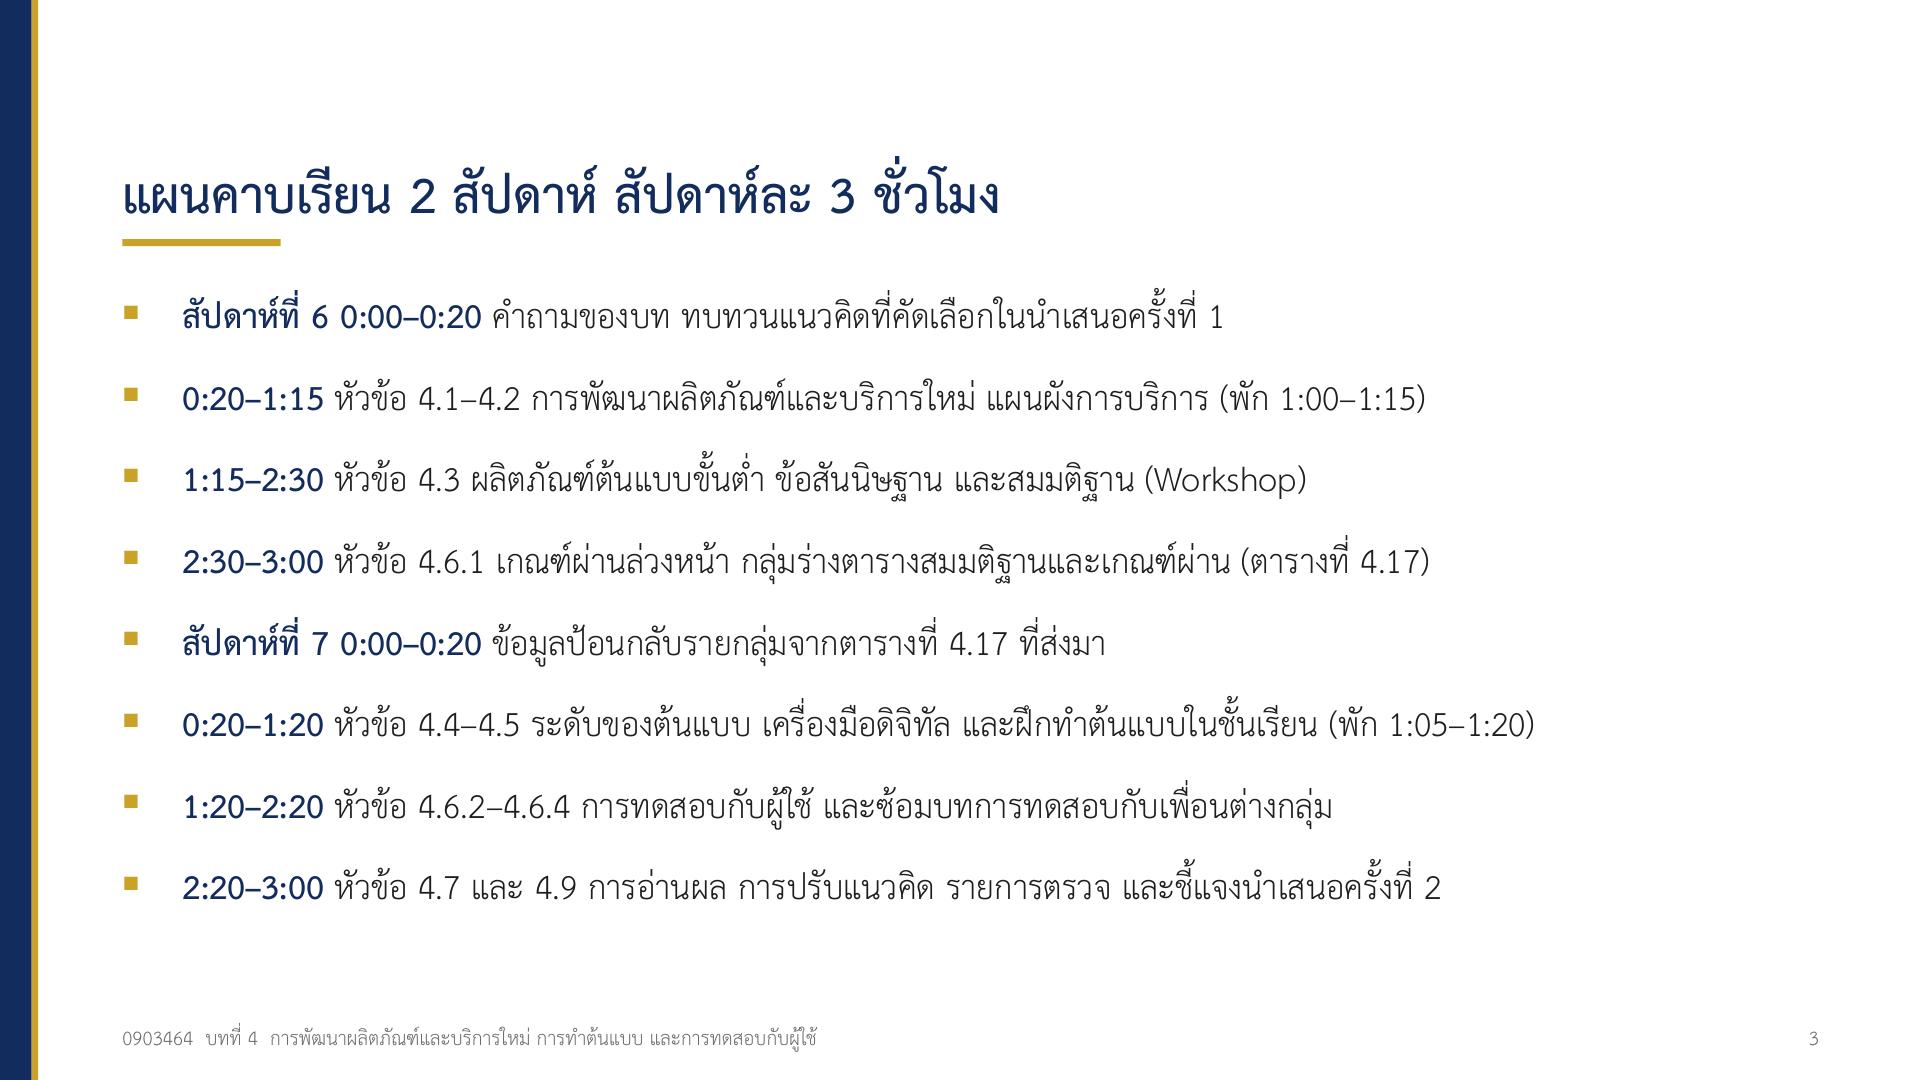 แผนคาบเรียน 2 สัปดาห์ สัปดาห์ละ 3 ชั่วโมง
▪ สัปดาห์ที่ 6 0:00–0:20 คำถามของบท ทบทวนแนวคิดที่คัดเลือกในนำเสนอครั้งที่ 1
▪ 0:20–1:15 หัวข้อ 4.1–4.2 การพัฒนาผลิตภัณฑ์และบริการใหม่ แผนผังการบริการ (พัก 1:00–1:15)
▪ 1:15–2:30 หัวข้อ 4.3 ผลิตภัณฑ์ต้นแบบขั้นต่ำ ข้อสันนิษฐาน และสมมติฐาน (Workshop)
▪ 2:30–3:00 หัวข้อ 4.6.1 เกณฑ์ผ่านล่วงหน้า กลุ่มร่างตารางสมมติฐานและเกณฑ์ผ่าน (ตารางที่ 4.17)
▪ สัปดาห์ที่ 7 0:00–0:20 ข้อมูลป้อนกลับรายกลุ่มจากตารางที่ 4.17 ที่ส่งมา
▪ 0:20–1:20 หัวข้อ 4.4–4.5 ระดับของต้นแบบ เครื่องมือดิจิทัล และฝึกทำต้นแบบในชั้นเรียน (พัก 1:05–1:20)
▪ 1:20–2:20 หัวข้อ 4.6.2–4.6.4 การทดสอบกับผู้ใช้ และซ้อมบทการทดสอบกับเพื่อนต่างกลุ่ม
▪ 2:20–3:00 หัวข้อ 4.7 และ 4.9 การอ่านผล การปรับแนวคิด รายการตรวจ และชี้แจงนำเสนอครั้งที่ 2
0903464 บทที่ 4 การพัฒนาผลิตภัณฑ์และบริการใหม่ การทำต้นแบบ และการทดสอบกับผู้ใช้
3